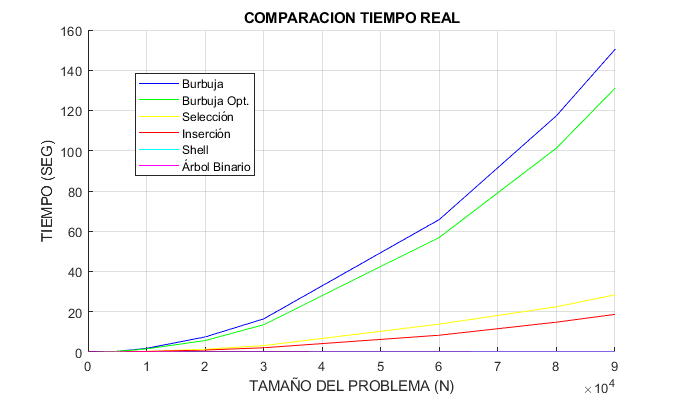 COMPARACION TIEMPO REAL
TIEMPO (SEG)
160
140
120
100
80
60
40
20
0
Burbuja
Burbuja Opt.
Selección
Inserción
Shell
Árbol Binario
0 1 2 3 4 5 6 7 8 9
×10⁴
TAMAÑO DEL PROBLEMA (N)